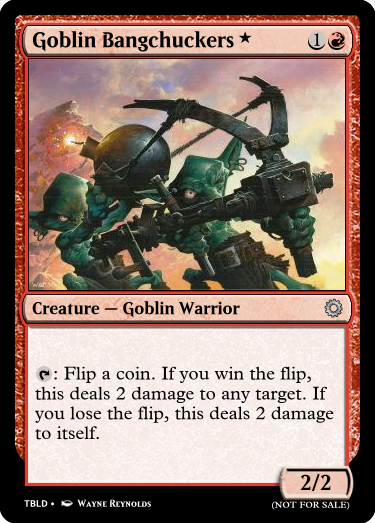 Goblin Bangchuckers ★ 1
Creature — Goblin Warrior
: Flip a coin. If you win the flip,
this deals 2 damage to any target. If
you lose the flip, this deals 2 damage
to itself.
2/2
TBLD • Wayne Reynolds
(NOT FOR SALE)